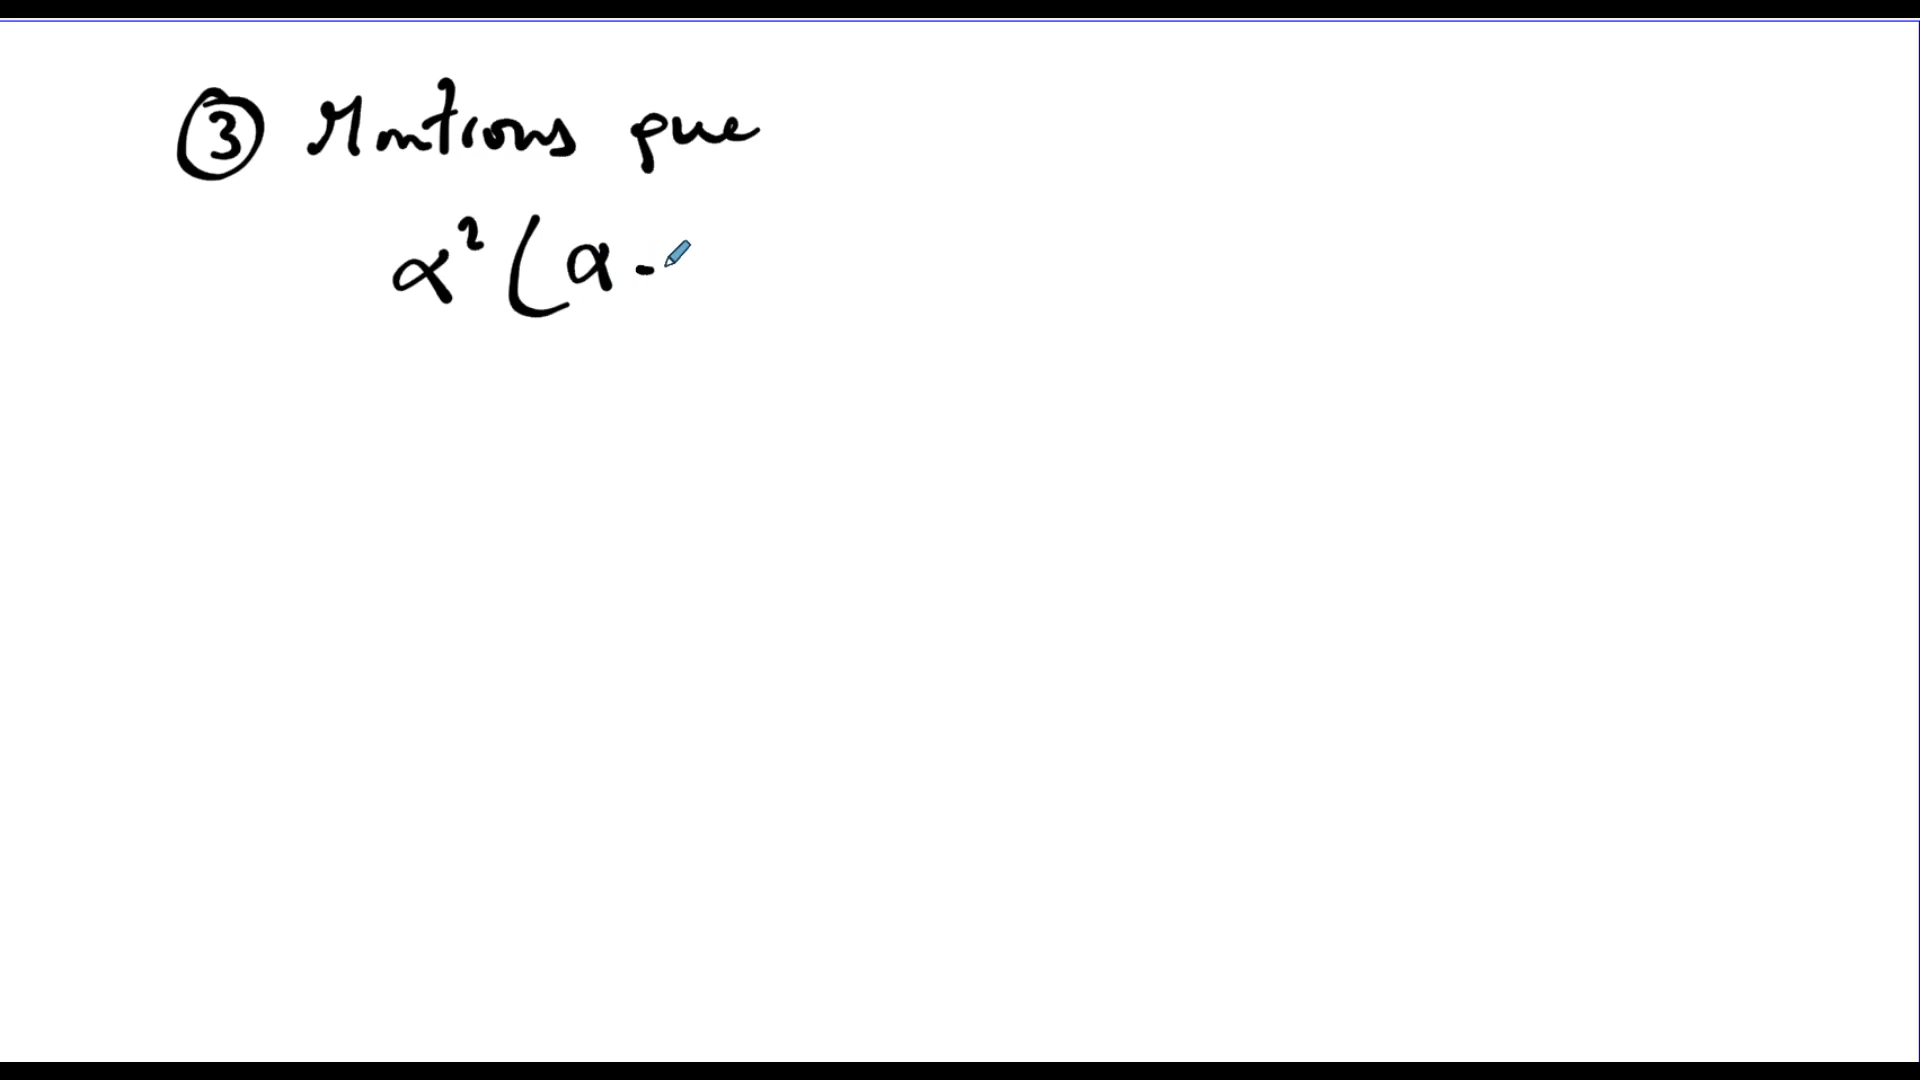 ③ Montrons que
α² (α -